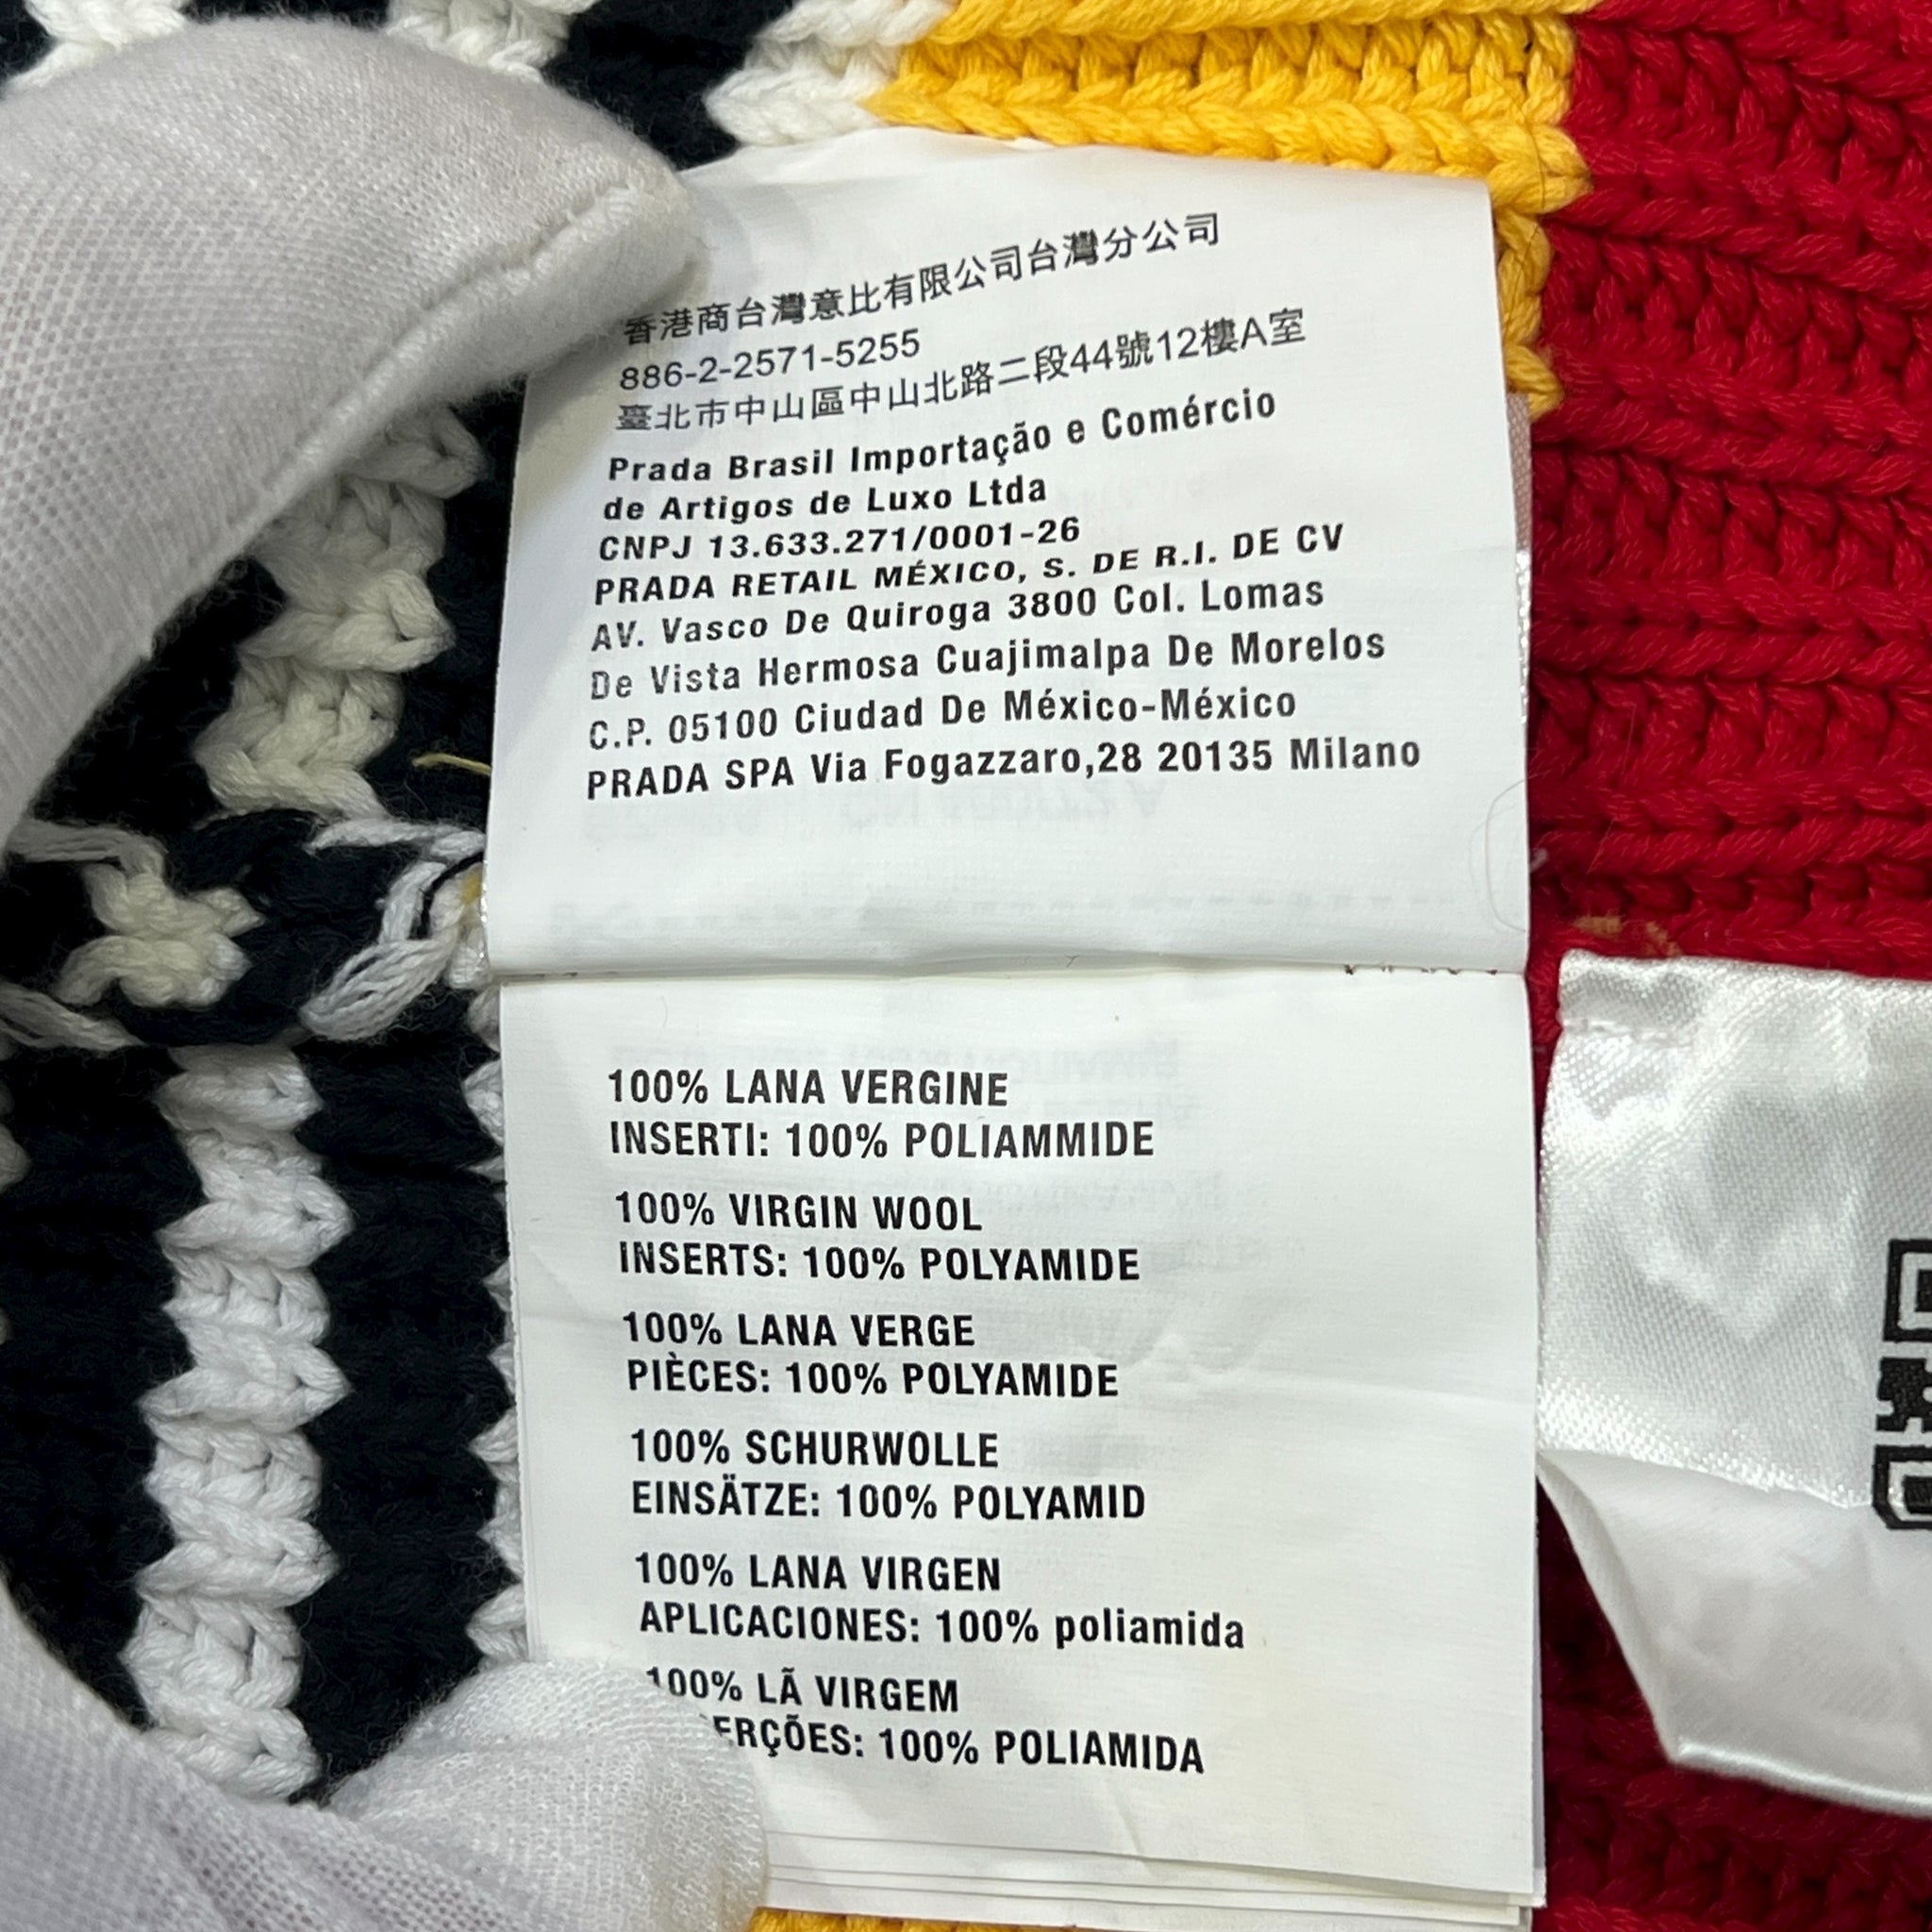 香港商台灣意比有限公司台灣分公司
886-2-2571-5255
臺北市中山區中山北路二段44號12樓A室
Prada Brasil Importação e Comércio
de Artigos de Luxo Ltda
CNPJ 13.633.271/0001-26
PRADA RETAIL MÉXICO, S. DE R.I. DE CV
AV. Vasco De Quiroga 3800 Col. Lomas
De Vista Hermosa Cuajimalpa De Morelos
C.P. 05100 Ciudad De México-México
PRADA SPA Via Fogazzaro,28 20135 Milano
100% LANA VERGINE
INSERTI: 100% POLIAMMIDE
100% VIRGIN WOOL
INSERTS: 100% POLYAMIDE
100% LANA VERGE
PIÈCES: 100% POLYAMIDE
100% SCHURWOLLE
EINSÄTZE: 100% POLYAMID
100% LANA VIRGEN
APLICACIONES: 100% poliamida
100% LÃ VIRGEM
ERÇÕES: 100% POLIAMIDA